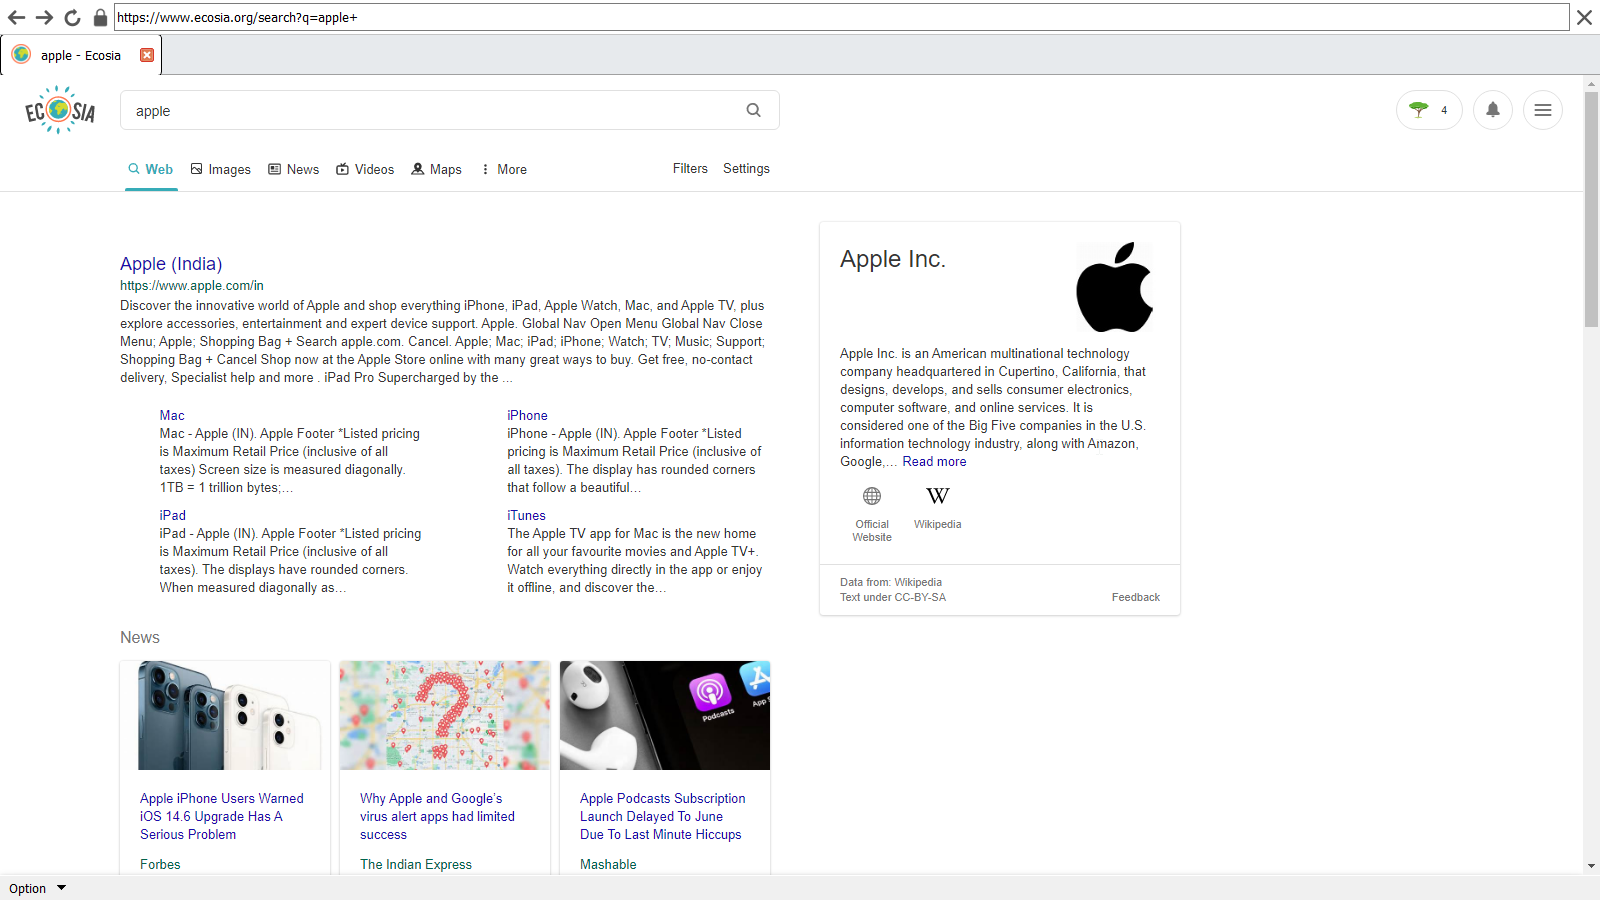 https://www.ecosia.org/search?q=apple+
apple - Ecosia
ECOSIA
apple
4
Web
Images
News
Videos
Maps
More
Filters
Settings
Apple (India)
https://www.apple.com/in
Discover the innovative world of Apple and shop everything iPhone, iPad, Apple Watch, Mac, and Apple TV, plus
explore accessories, entertainment and expert device support. Apple. Global Nav Open Menu Global Nav Close
Menu; Apple; Shopping Bag + Search apple.com. Cancel. Apple; Mac; iPad; iPhone; Watch; TV; Music; Support;
Shopping Bag + Cancel Shop now at the Apple Store online with many great ways to buy. Get free, no-contact
delivery, Specialist help and more . iPad Pro Supercharged by the ...
Mac
Mac - Apple (IN). Apple Footer *Listed pricing
is Maximum Retail Price (inclusive of all
taxes) Screen size is measured diagonally.
1TB = 1 trillion bytes;...
iPhone
iPhone - Apple (IN). Apple Footer *Listed
pricing is Maximum Retail Price (inclusive of
all taxes). The display has rounded corners
that follow a beautiful...
iPad
iPad - Apple (IN). Apple Footer *Listed pricing
is Maximum Retail Price (inclusive of all
taxes). The displays have rounded corners.
When measured diagonally as...
iTunes
The Apple TV app for Mac is the new home
for all your favourite movies and Apple TV+.
Watch everything directly in the app or enjoy
it offline, and discover the...
Apple Inc.
Apple Inc. is an American multinational technology
company headquartered in Cupertino, California, that
designs, develops, and sells consumer electronics,
computer software, and online services. It is
considered one of the Big Five companies in the U.S.
information technology industry, along with Amazon,
Google,... Read more
W
Official
Website
Wikipedia
Data from: Wikipedia
Text under CC-BY-SA
Feedback
News
Podcasts
App
Apple iPhone Users Warned
iOS 14.6 Upgrade Has A
Serious Problem
Forbes
Why Apple and Google's
virus alert apps had limited
success
The Indian Express
Apple Podcasts Subscription
Launch Delayed To June
Due To Last Minute Hiccups
Mashable
Option